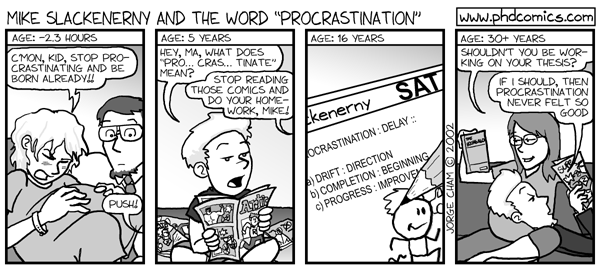 MIKE SLACKENERNY AND THE WORD "PROCRASTINATION"
www.phdcomics.com
AGE: -2.3 HOURS
C'MON, KID, STOP PRO-
CRASTINATING AND BE
BORN ALREADY!!
PUSH!
AGE: 5 YEARS
HEY, MA, WHAT DOES
"PRO... CRAS... TINATE"
MEAN?
STOP READING
THOSE COMICS AND
DO YOUR HOME-
WORK, MIKE!
AGE: 16 YEARS
SAT
ckenerny
OCRASTINATION : DELAY ::
a) DRIFT : DIRECTION
b) COMPLETION : BEGINNING
c) PROGRESS : IMPROVEM
JORGE CHAM © 2002
AGE: 30+ YEARS
SHOULDN'T YOU BE WOR-
KING ON YOUR THESIS?
IF I SHOULD, THEN
PROCRASTINATION
NEVER FELT SO
GOOD